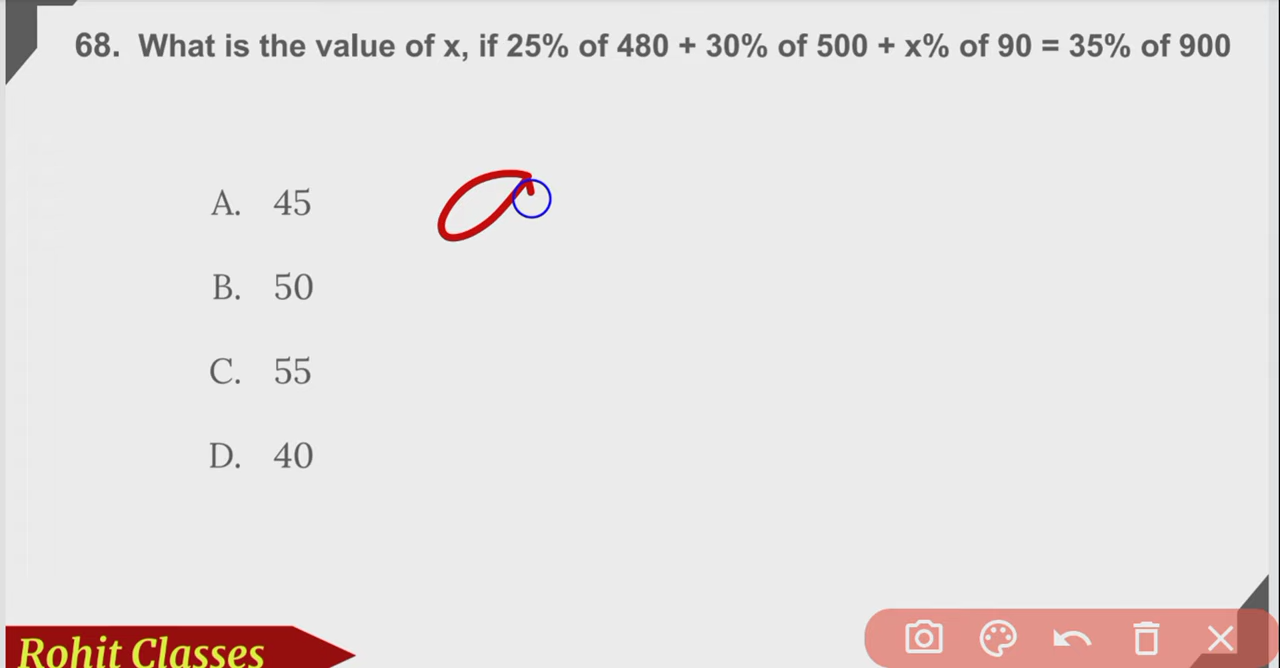 68. What is the value of x, if 25% of 480 + 30% of 500 + x% of 90 = 35% of 900
A. 45
B. 50
C. 55
D. 40
Rohit Classes